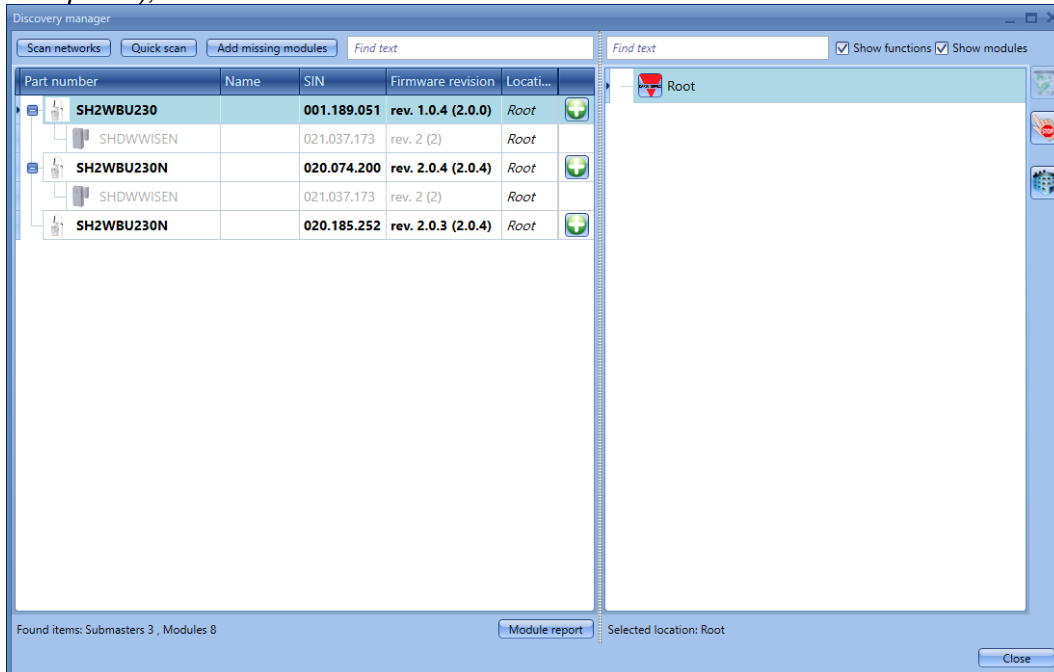 Discovery manager
Scan networks Quick scan Add missing modules Find text Find text Show functions Show modules
Part number Name SIN Firmware revision Locati...
SH2WBU230 001.189.051 rev. 1.0.4 (2.0.0) Root Root
SHDWWISEN 021.037.173 rev. 2 (2) Root
SH2WBU230N 020.074.200 rev. 2.0.4 (2.0.4) Root
SHDWWISEN 021.037.173 rev. 2 (2) Root
SH2WBU230N 020.185.252 rev. 2.0.3 (2.0.4) Root
STOP
Found items: Submasters 3 , Modules 8 Module report Selected location: Root
Close